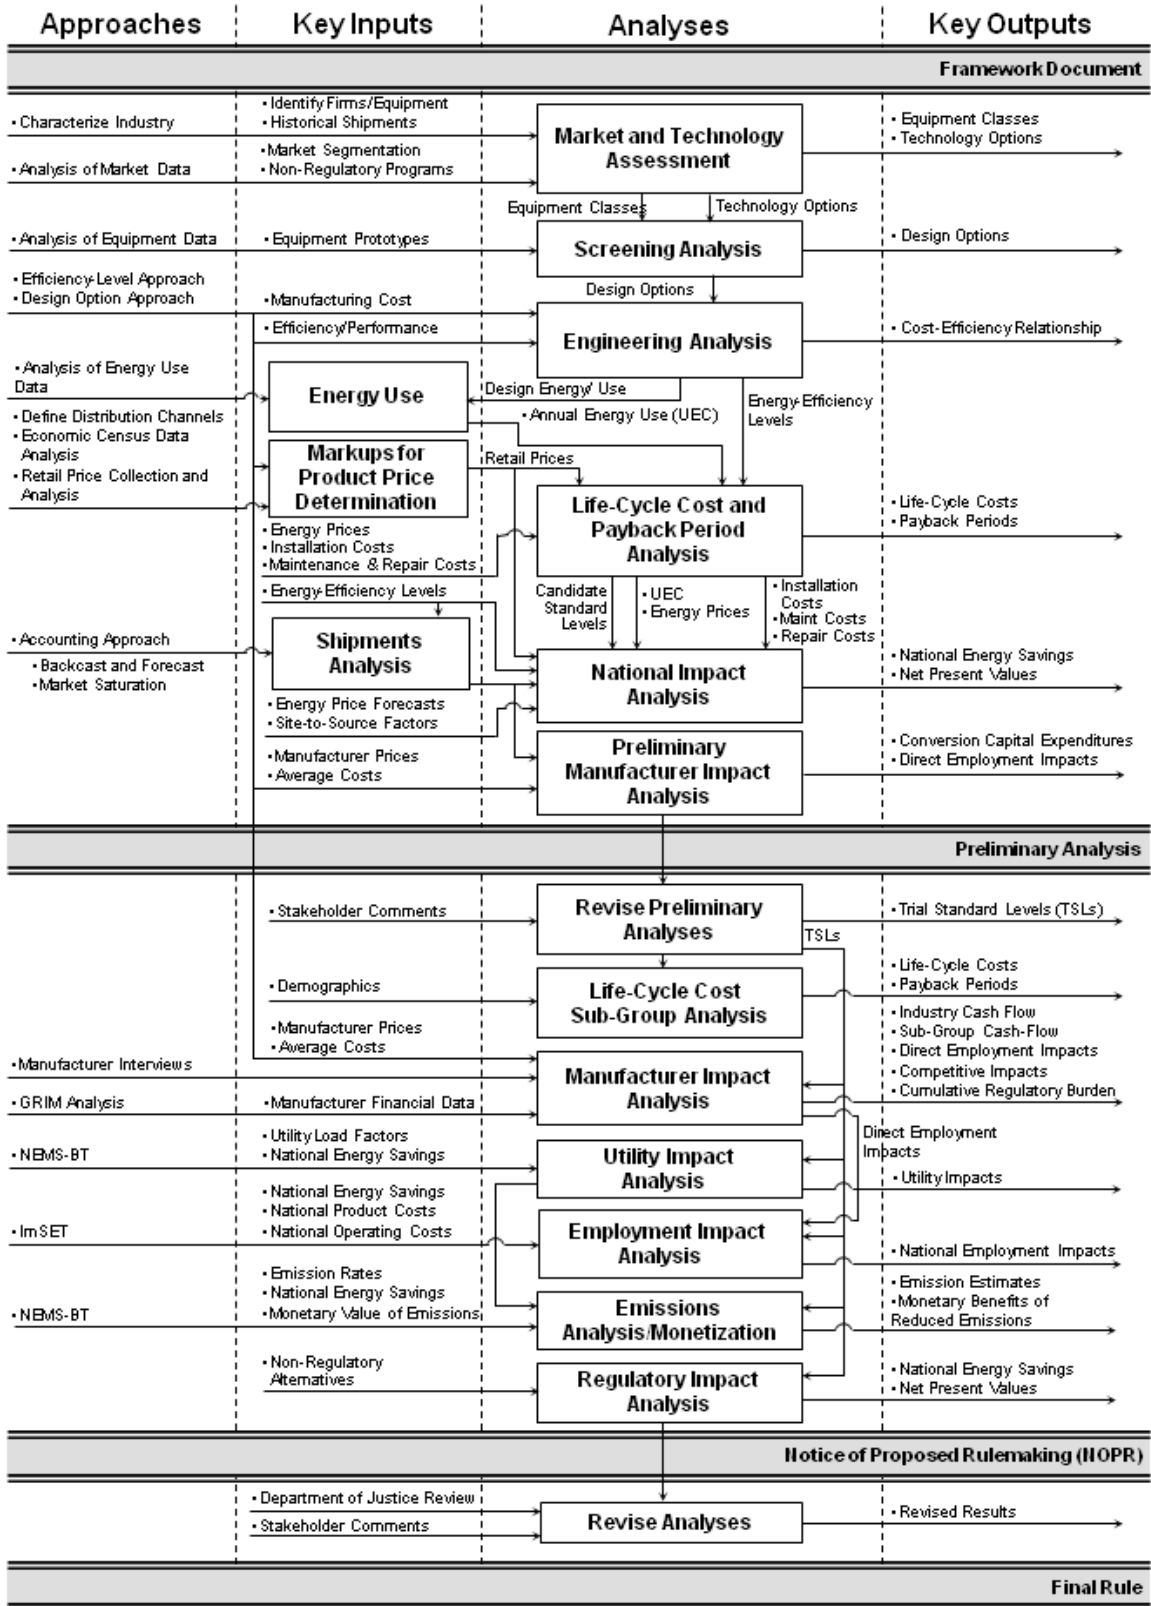 Approaches
Key Inputs
Analyses
Key Outputs
Framework Document
• Characterize Industry
• Analysis of Market Data
• Identify Firms/Equipment
• Historical Shipments
• Market Segmentation
• Non-Regulatory Programs
Market and Technology
Assessment
• Equipment Classes
• Technology Options
Equipment Classes
Technology Options
• Analysis of Equipment Data
• Equipment Prototypes
Screening Analysis
• Design Options
Design Options
• Efficiency-Level Approach
• Design Option Approach
• Manufacturing Cost
• Efficiency/Performance
Engineering Analysis
• Cost-Efficiency Relationship
• Analysis of Energy Use
Data
Energy Use
Design Energy/ Use
• Annual Energy Use (UEC)
Energy-Efficiency
Levels
• Define Distribution Channels
• Economic Census Data
Analysis
• Retail Price Collection and
Analysis
Markups for
Product Price
Determination
Retail Prices
• Energy Prices
• Installation Costs
• Maintenance & Repair Costs
Life-Cycle Cost and
Payback Period
Analysis
• Life-Cycle Costs
• Payback Periods
• Energy-Efficiency Levels
Candidate
Standard
Levels
• UEC
• Energy Prices
• Installation
Costs
• Maint Costs
• Repair Costs
• Accounting Approach
• Backcast and Forecast
• Market Saturation
Shipments
Analysis
• Energy Price Forecasts
• Site-to-Source Factors
National Impact
Analysis
• National Energy Savings
• Net Present Values
• Manufacturer Prices
• Average Costs
Preliminary
Manufacturer Impact
Analysis
• Conversion Capital Expenditures
• Direct Employment Impacts
Preliminary Analysis
• Stakeholder Comments
Revise Preliminary
Analyses
• Trial Standard Levels (TSLs)
TSLs
• Demographics
Life-Cycle Cost
Sub-Group Analysis
• Life-Cycle Costs
• Payback Periods
• Manufacturer Interviews
• GRIM Analysis
• Manufacturer Prices
• Average Costs
• Manufacturer Financial Data
Manufacturer Impact
Analysis
• Industry Cash Flow
• Sub-Group Cash-Flow
• Direct Employment Impacts
• Competitive Impacts
• Cumulative Regulatory Burden
Direct Employment
Impacts
• NEMS-BT
• Utility Load Factors
• National Energy Savings
Utility Impact
Analysis
• Utility Impacts
• ImSET
• National Energy Savings
• National Product Costs
• National Operating Costs
Employment Impact
Analysis
• National Employment Impacts
• NEMS-BT
• Emission Rates
• National Energy Savings
• Monetary Value of Emissions
Emissions
Analysis/Monetization
• Emission Estimates
• Monetary Benefits of
Reduced Emissions
• Non-Regulatory
Alternatives
Regulatory Impact
Analysis
• National Energy Savings
• Net Present Values
Notice of Proposed Rulemaking (NOPR)
• Department of Justice Review
• Stakeholder Comments
Revise Analyses
• Revised Results
Final Rule